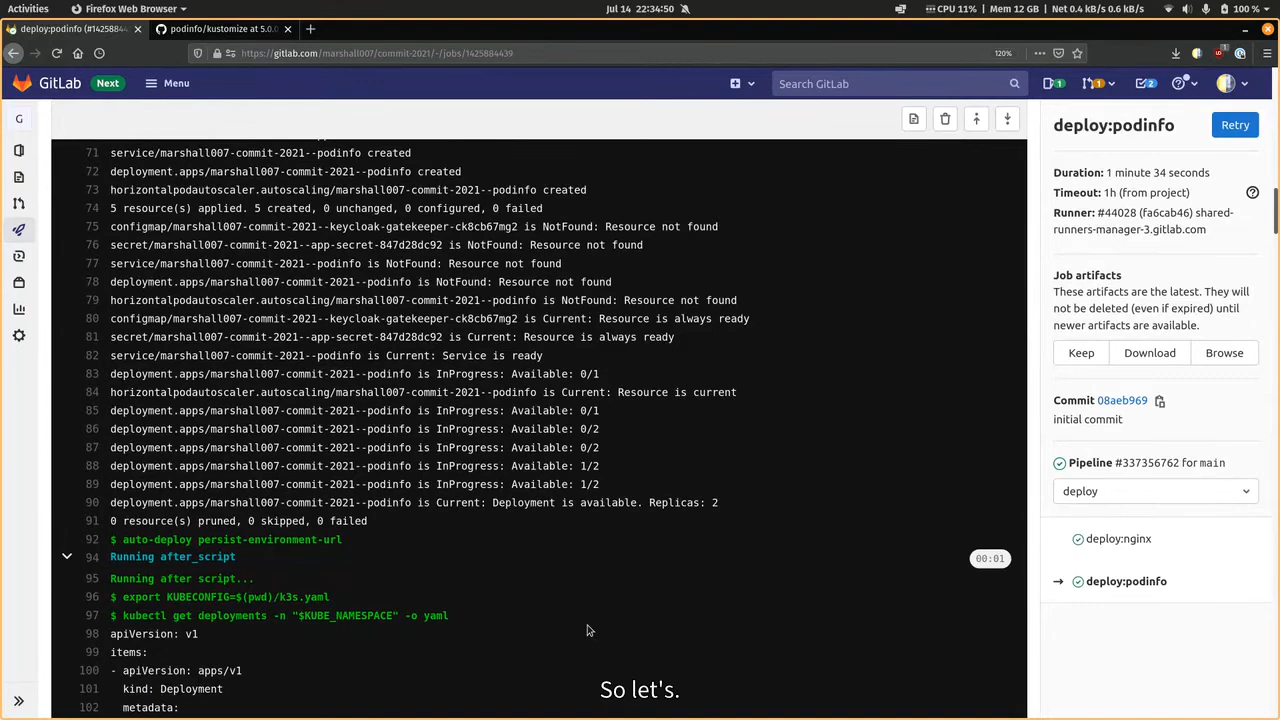 Activities
Firefox Web Browser
Jul 14 22:34:50
CPU 11%
Mem 12 GB
Net 0.4 kB/s 0.6 kB/s
100 %
deploy:podinfo (#1425884
podinfo/kustomize at 5.0.0
https://gitlab.com/marshall007/commit-2021/-/jobs/1425884439
120%
GitLab
Next
Menu
Search GitLab
1
1
2
G
71 service/marshall007-commit-2021--podinfo created
72 deployment.apps/marshall007-commit-2021--podinfo created
73 horizontalpodautoscaler.autoscaling/marshall007-commit-2021--podinfo created
74 5 resource(s) applied. 5 created, 0 unchanged, 0 configured, 0 failed
75 configmap/marshall007-commit-2021--keycloak-gatekeeper-ck8cb67mg2 is NotFound: Resource not found
76 secret/marshall007-commit-2021--app-secret-847d28dc92 is NotFound: Resource not found
77 service/marshall007-commit-2021--podinfo is NotFound: Resource not found
78 deployment.apps/marshall007-commit-2021--podinfo is NotFound: Resource not found
79 horizontalpodautoscaler.autoscaling/marshall007-commit-2021--podinfo is NotFound: Resource not found
80 configmap/marshall007-commit-2021--keycloak-gatekeeper-ck8cb67mg2 is Current: Resource is always ready
81 secret/marshall007-commit-2021--app-secret-847d28dc92 is Current: Resource is always ready
82 service/marshall007-commit-2021--podinfo is Current: Service is ready
83 deployment.apps/marshall007-commit-2021--podinfo is InProgress: Available: 0/1
84 horizontalpodautoscaler.autoscaling/marshall007-commit-2021--podinfo is Current: Resource is current
85 deployment.apps/marshall007-commit-2021--podinfo is InProgress: Available: 0/1
86 deployment.apps/marshall007-commit-2021--podinfo is InProgress: Available: 0/2
87 deployment.apps/marshall007-commit-2021--podinfo is InProgress: Available: 0/2
88 deployment.apps/marshall007-commit-2021--podinfo is InProgress: Available: 1/2
89 deployment.apps/marshall007-commit-2021--podinfo is InProgress: Available: 1/2
90 deployment.apps/marshall007-commit-2021--podinfo is Current: Deployment is available. Replicas: 2
91 0 resource(s) pruned, 0 skipped, 0 failed
92 $ auto-deploy persist-environment-url
94 Running after_script
00:01
95 Running after script...
96 $ export KUBECONFIG=$(pwd)/k3s.yaml
97 $ kubectl get deployments -n "$KUBE_NAMESPACE" -o yaml
98 apiVersion: v1
99 items:
100 - apiVersion: apps/v1
101 kind: Deployment
102 metadata:
So let's.
deploy:podinfo
Retry
Duration: 1 minute 34 seconds
Timeout: 1h (from project)
Runner: #44028 (fa6cab46) shared-
runners-manager-3.gitlab.com
Job artifacts
These artifacts are the latest. They will
not be deleted (even if expired) until
newer artifacts are available.
Keep
Download
Browse
Commit 08aeb969
initial commit
Pipeline #337356762 for main
deploy
deploy:nginx
deploy:podinfo